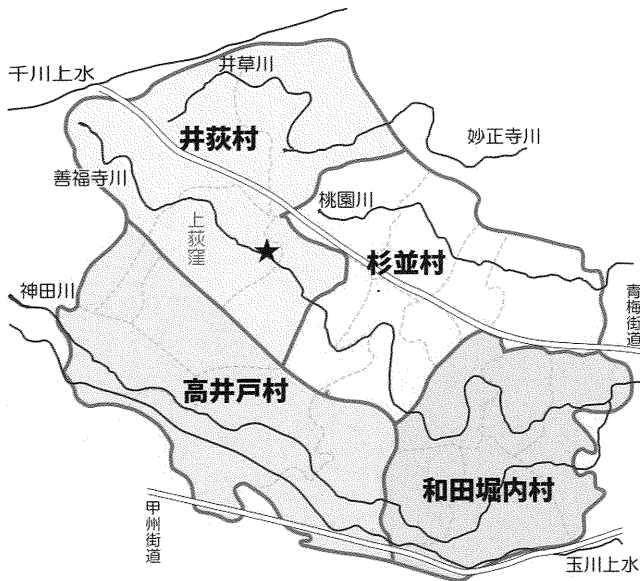 千川上水
井草川
井荻村
妙正寺川
善福寺川
桃園川
上荻窪
杉並村
神田川
青梅街道
高井戸村
和田堀内村
甲州街道
玉川上水